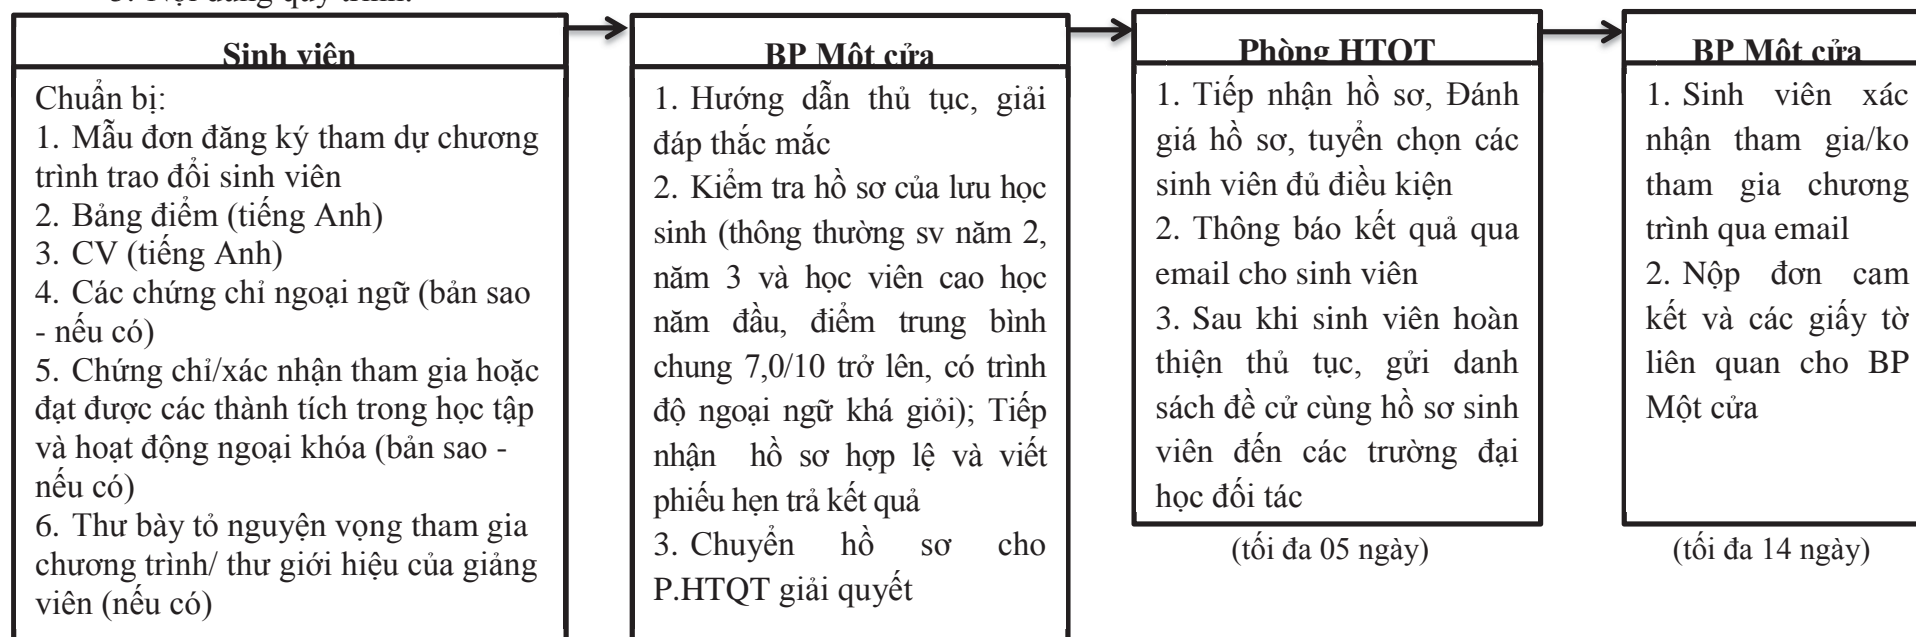 3. Nội dung quy trình:
Sinh viên
Chuẩn bị:
1. Mẫu đơn đăng ký tham dự chương
trình trao đổi sinh viên
2. Bảng điểm (tiếng Anh)
3. CV (tiếng Anh)
4. Các chứng chỉ ngoại ngữ (bản sao
- nếu có)
5. Chứng chỉ/xác nhận tham gia hoặc
đạt được các thành tích trong học tập
và hoạt động ngoại khóa (bản sao -
nếu có)
6. Thư bày tỏ nguyện vọng tham gia
chương trình/ thư giới hiệu của giảng
viên (nếu có)
BP Một cửa
1. Hướng dẫn thủ tục, giải
đáp thắc mắc
2. Kiểm tra hồ sơ của lưu học
sinh (thông thường sv năm 2,
năm 3 và học viên cao học
năm đầu, điểm trung bình
chung 7,0/10 trở lên, có trình
độ ngoại ngữ khá giỏi); Tiếp
nhận hồ sơ hợp lệ và viết
phiếu hẹn trả kết quả
3. Chuyển hồ sơ cho
P.HTQT giải quyết
Phòng HTQT
1. Tiếp nhận hồ sơ, Đánh
giá hồ sơ, tuyển chọn các
sinh viên đủ điều kiện
2. Thông báo kết quả qua
email cho sinh viên
3. Sau khi sinh viên hoàn
thiện thủ tục, gửi danh
sách đề cử cùng hồ sơ sinh
viên đến các trường đại
học đối tác
(tối đa 05 ngày)
BP Một cửa
1. Sinh viên xác
nhận tham gia/ko
tham gia chương
trình qua email
2. Nộp đơn cam
kết và các giấy tờ
liên quan cho BP
Một cửa
(tối đa 14 ngày)